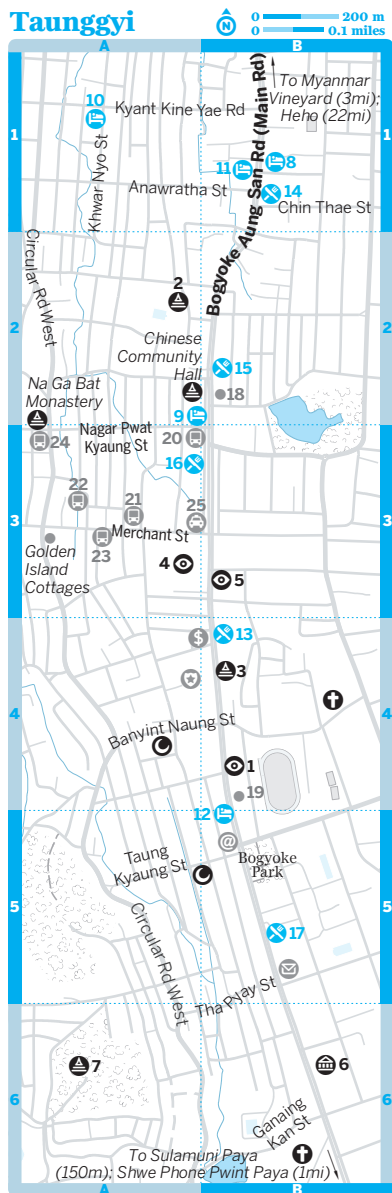 Taunggyi
N
0 200 m
0 0.1 miles
A B
To Myanmar
Vineyard (3mi);
Heho (22mi)
10
Kyant Kine Yae Rd
1 1
Khwar Nyo St
Bogyoke Aung San Rd (Main Rd)
11 8
Anawratha St
14
Chin Thae St
Circular Rd West
2
2 2
Chinese
Community
Hall
15
18
Na Ga Bat
Monastery
9
Nagar Pwat
Kyaung St
20
24
16
22
21
25
3 3
Merchant St
23
Golden
Island
Cottages
4
5
$
13
3
4 4
Banyint Naung St
1
19
12
@
Bogyoke
Park
Taung
Kyaung St
5 5
17
Circular Rd West
Tha Pyay St
7
6
6 6
Ganaing
Kan St
To Sulamuni Paya
(150m); Shwe Phone Pwint Paya (1mi)
A B